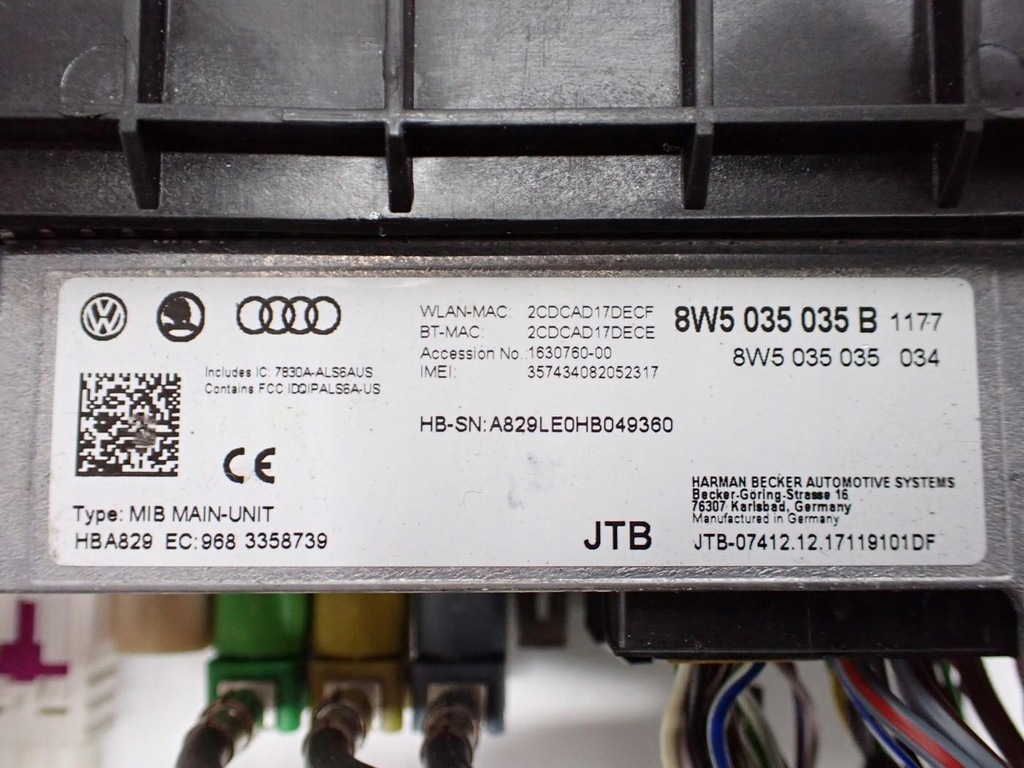 WLAN-MAC: 2CDCAD17DECF
BT-MAC: 2CDCAD17DECE
Accession No.:1630760-00
IMEI: 357434082052317
8W5 035 035 B 1177
8W5 035 035 034
Includes IC: 7830A-ALS6AUS
Contains FCC IDQIPALS6A-US
HB-SN:A829LE0HB049360
CE
Type: MIB MAIN-UNIT
HBA829 EC:968 3358739
JTB
HARMAN BECKER AUTOMOTIVE SYSTEMS
Becker-Göring-Strasse 16
76307 Karlsbad, Germany
Manufactured in Germany
JTB-07412.12.17119101DF